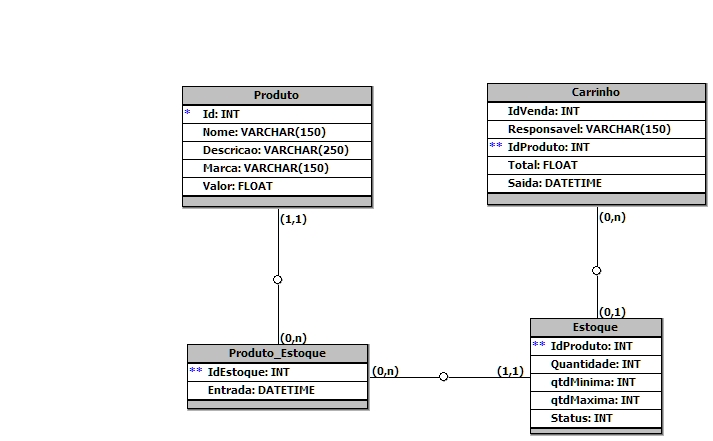 Produto
* Id: INT
Nome: VARCHAR(150)
Descricao: VARCHAR(250)
Marca: VARCHAR(150)
Valor: FLOAT
(1,1)
(0,n)
Carrinho
IdVenda: INT
Responsavel: VARCHAR(150)
** IdProduto: INT
Total: FLOAT
Saida: DATETIME
(0,n)
(0,1)
Produto_Estoque
** IdEstoque: INT
Entrada: DATETIME
(0,n)
(1,1)
Estoque
** IdProduto: INT
Quantidade: INT
qtdMinima: INT
qtdMaxima: INT
Status: INT